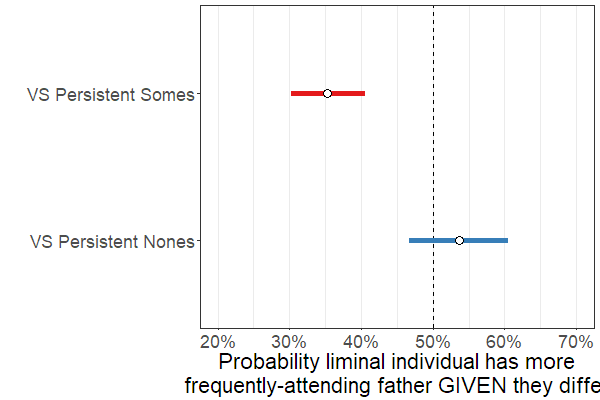 VS Persistent Somes
VS Persistent Nones
20% 30% 40% 50% 60% 70%
Probability liminal individual has more
frequently-attending father GIVEN they diffe